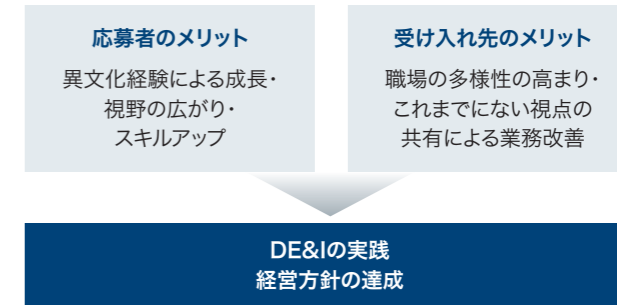 応募者のメリット
異文化経験による成長・
視野の広がり・
スキルアップ
受け入れ先のメリット
職場の多様性の高まり・
これまでにない視点の
共有による業務改善
DE&Iの実践
経営方針の達成